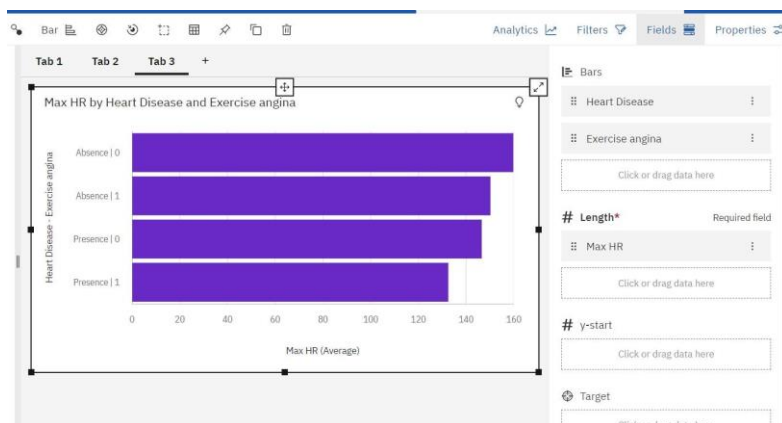 Bar
Analytics
Filters
Fields
Properties
Tab 1
Tab 2
Tab 3
+
Max HR by Heart Disease and Exercise angina
Heart Disease - Exercise angina
Absence | 0
Absence | 1
Presence | 0
Presence | 1
0 20 40 60 80 100 120 140 160
Max HR (Average)
Bars
Heart Disease
Exercise angina
Click or drag data here
# Length* Required field
Max HR
Click or drag data here
# y-start
Click or drag data here
Target